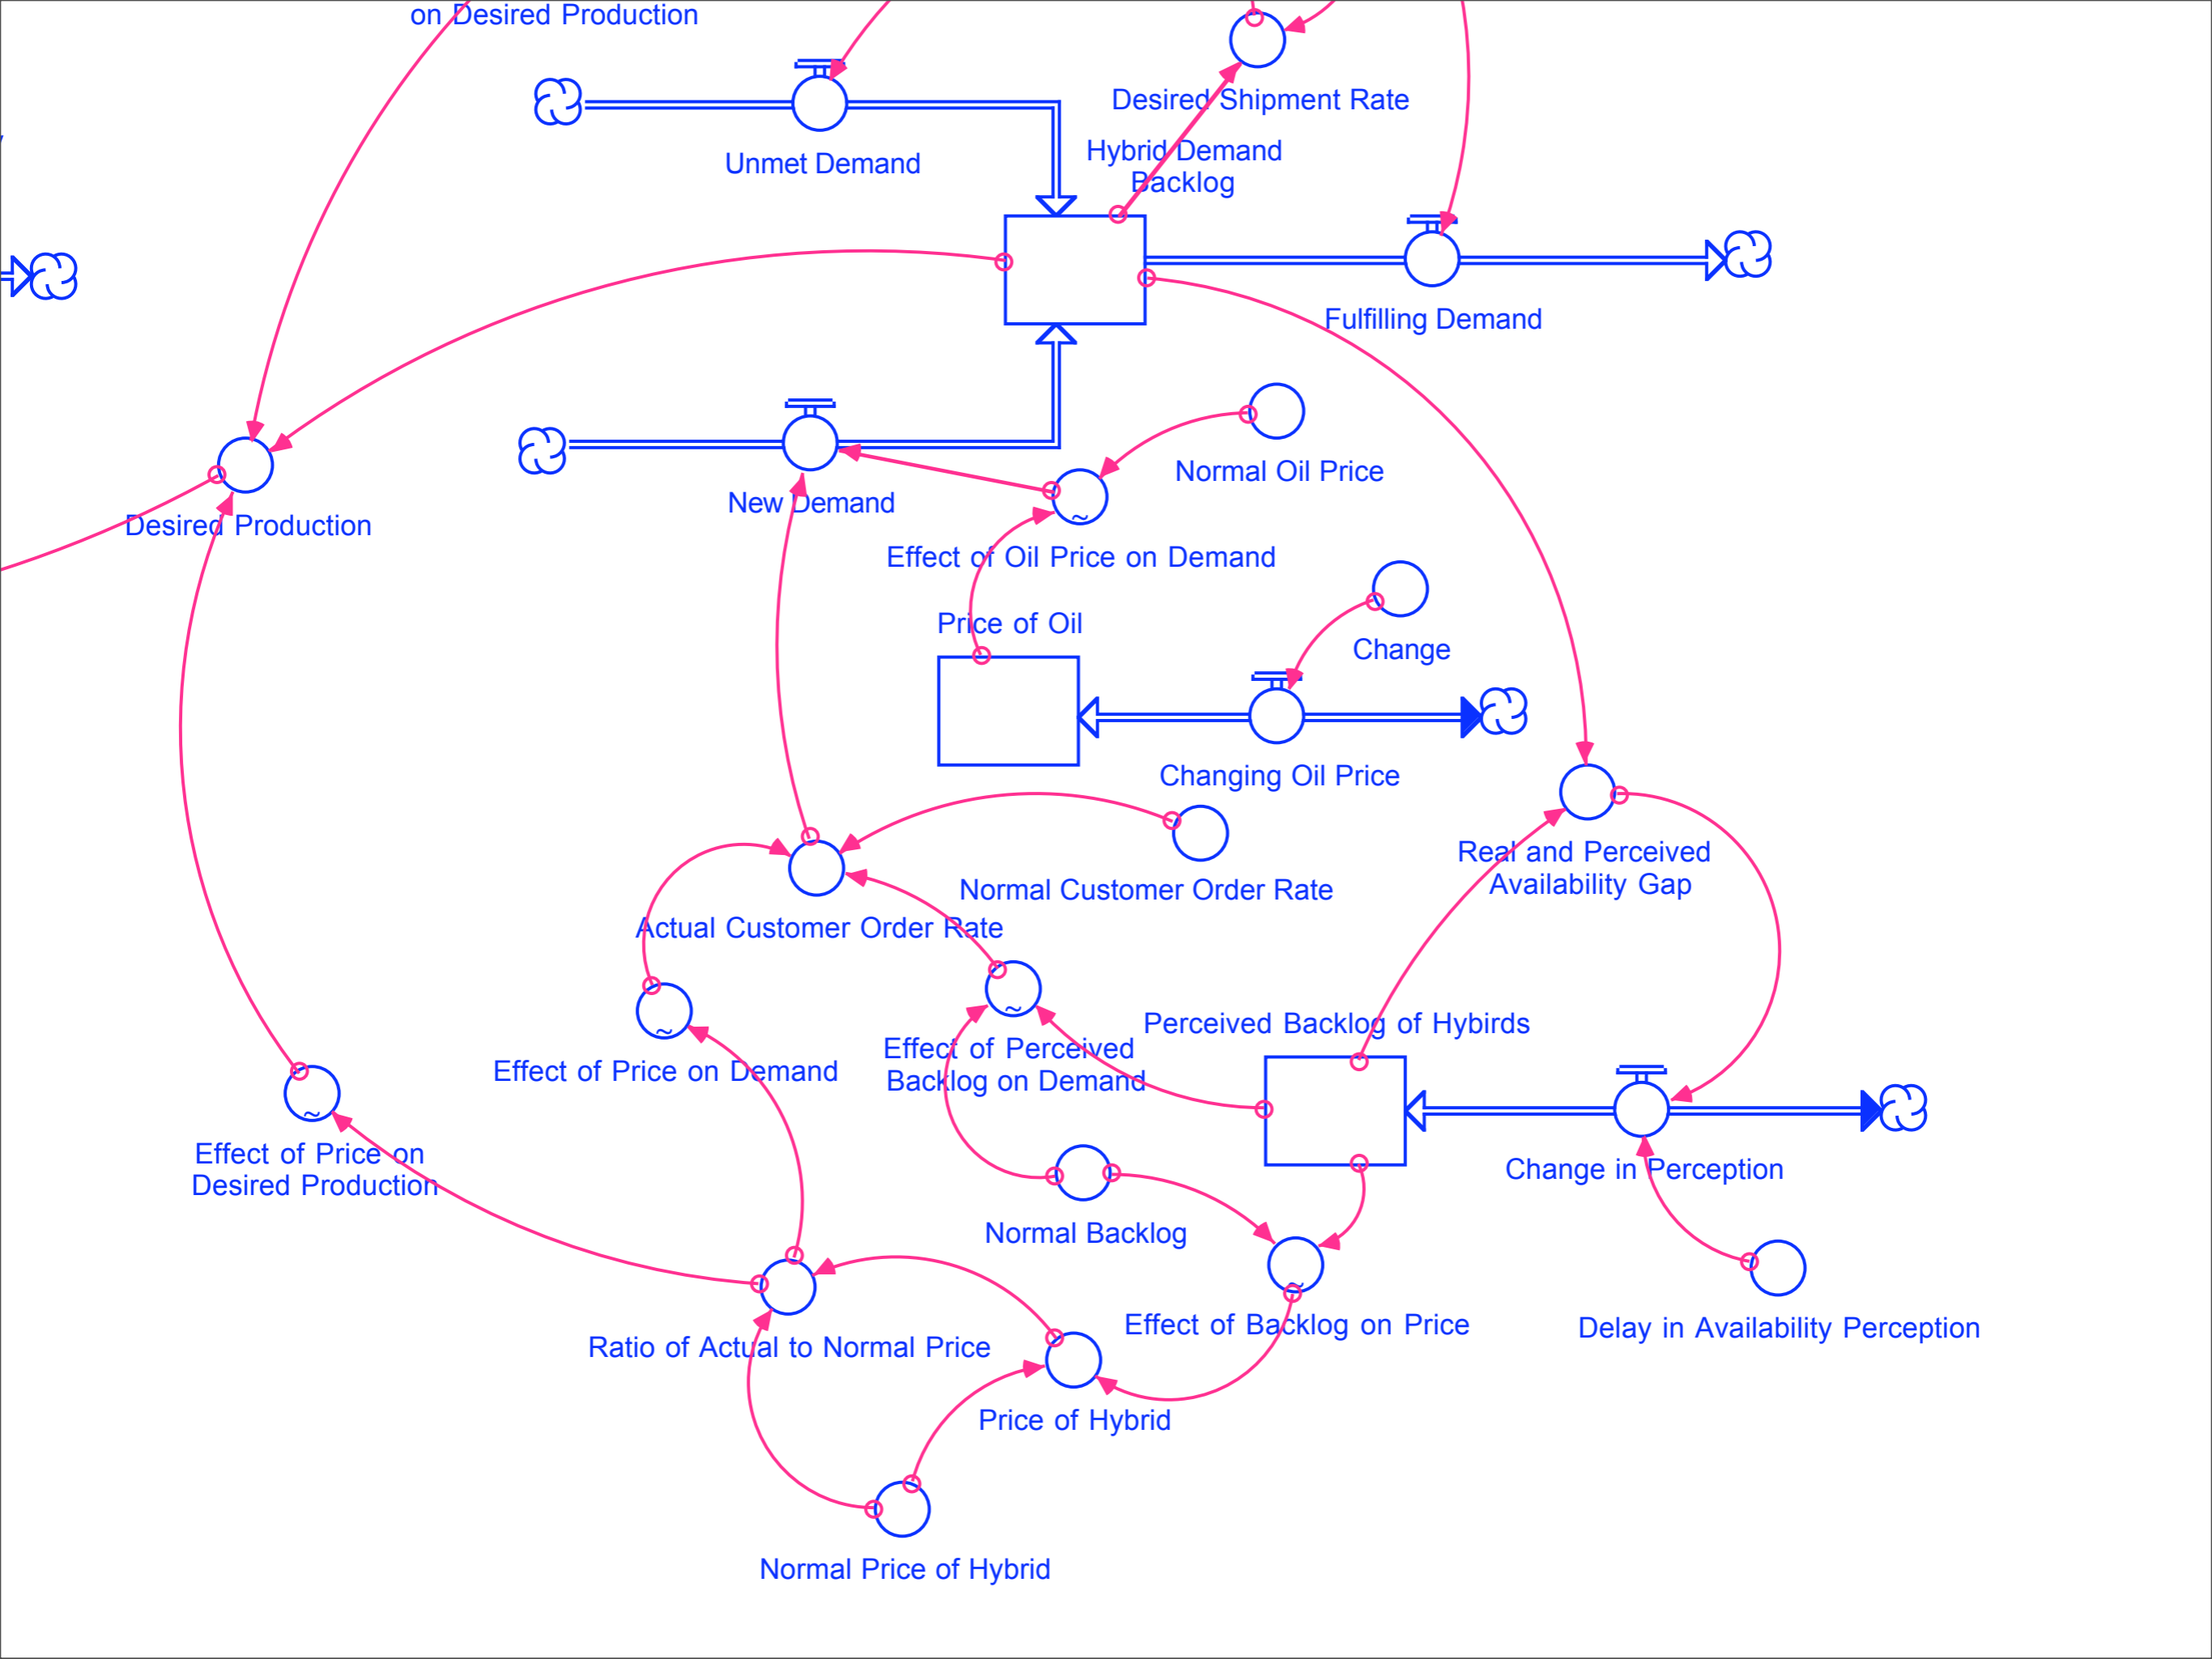 on Desired Production
Desired Shipment Rate
Hybrid Demand
Backlog
Unmet Demand
Fulfilling Demand
Normal Oil Price
New Demand
Desired Production
Effect of Oil Price on Demand
Price of Oil
Change
Changing Oil Price
Real and Perceived
Availability Gap
Normal Customer Order Rate
Actual Customer Order Rate
Perceived Backlog of Hybirds
Effect of Perceived
Backlog on Demand
Effect of Price on Demand
Effect of Price on
Desired Production
Change in Perception
Normal Backlog
Effect of Backlog on Price
Delay in Availability Perception
Ratio of Actual to Normal Price
Price of Hybrid
Normal Price of Hybrid